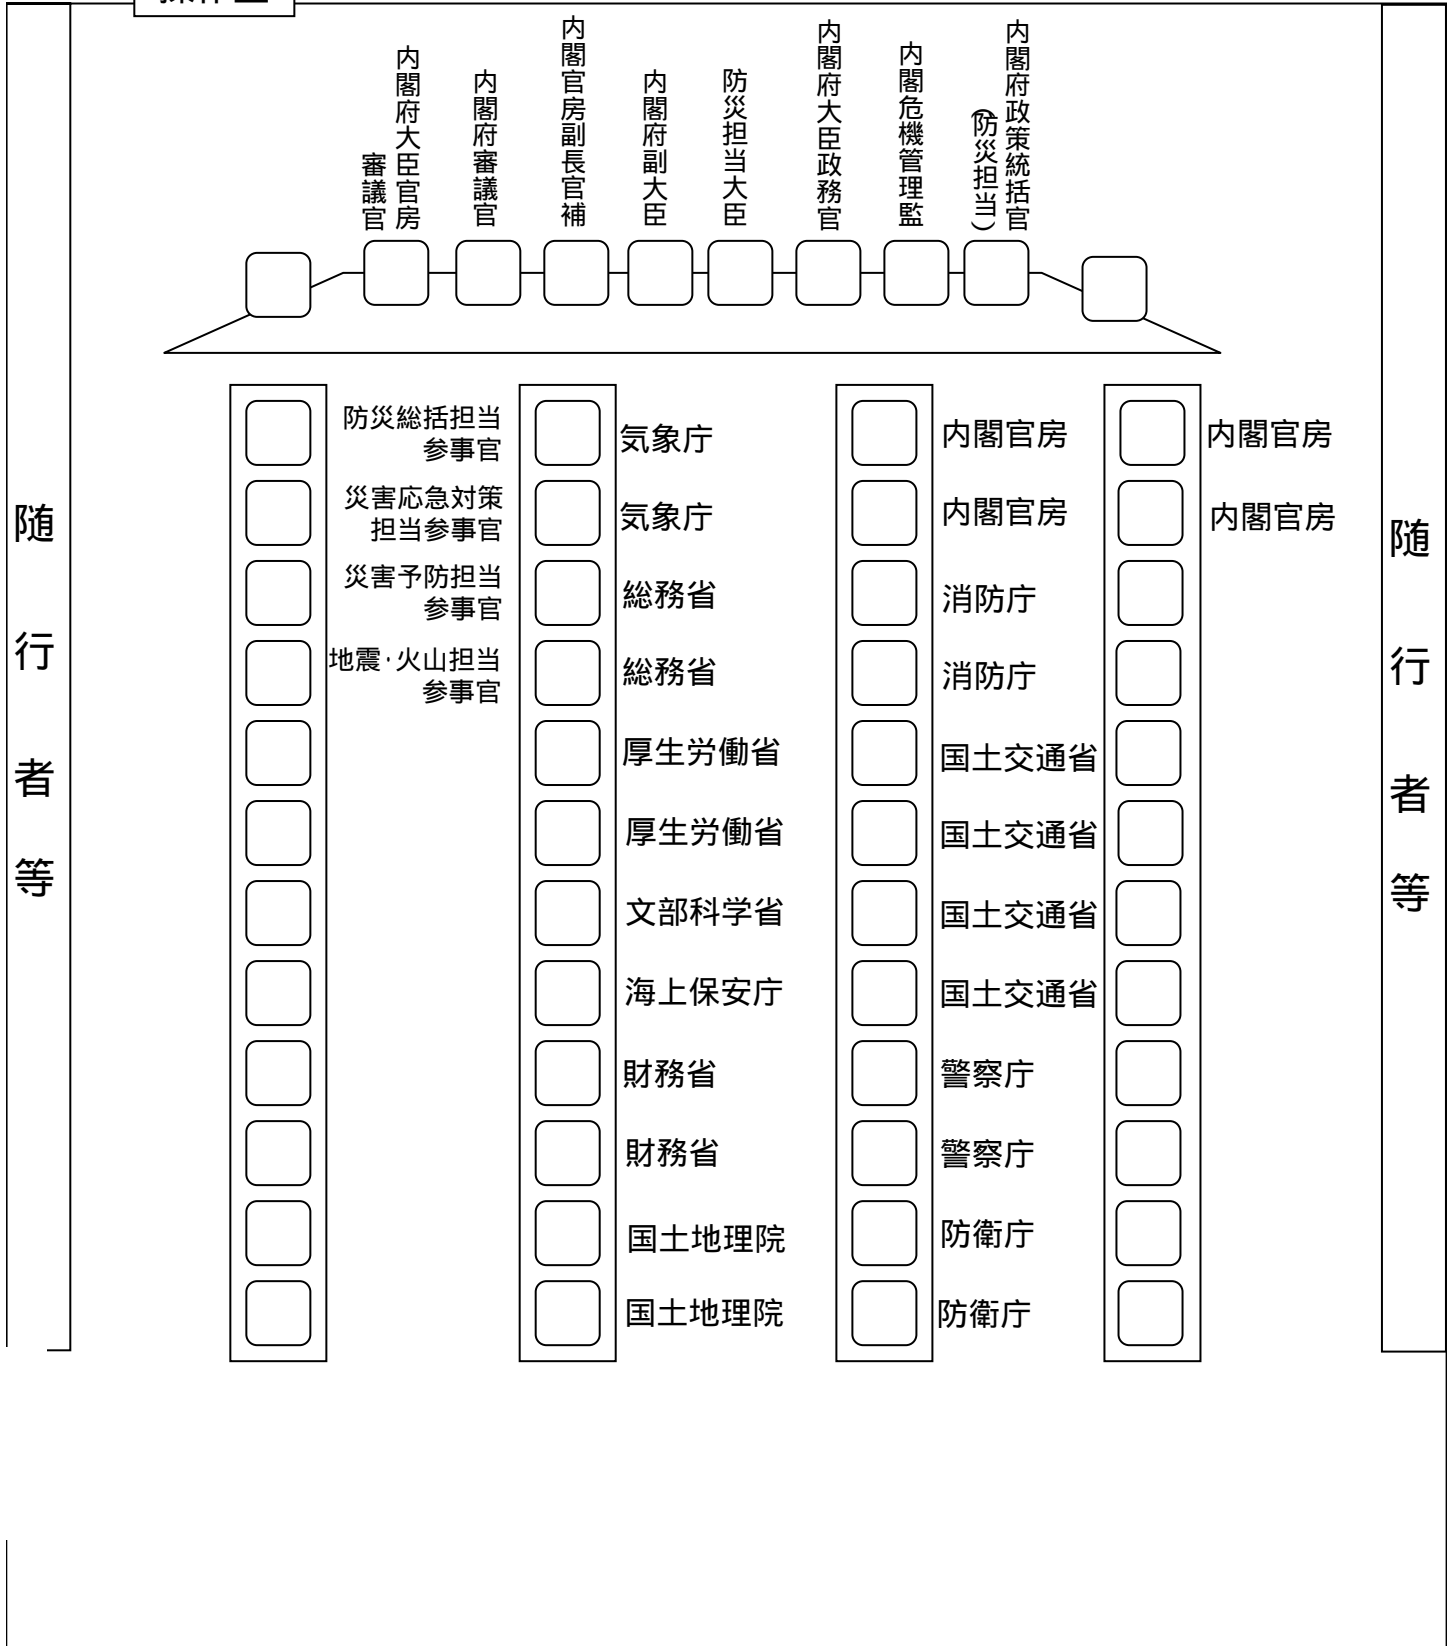 内閣府大臣官房
審議官
内閣府審議官
内閣官房副長官補
内閣府副大臣
防災担当大臣
内閣府大臣政務官
内閣危機管理監
内閣府政策統括官
(防災担当)
随行者等
防災総括担当
参事官
災害応急対策
担当参事官
災害予防担当
参事官
地震・火山担当
参事官
気象庁
気象庁
総務省
総務省
厚生労働省
厚生労働省
文部科学省
海上保安庁
財務省
財務省
国土地理院
国土地理院
内閣官房
内閣官房
消防庁
消防庁
国土交通省
国土交通省
国土交通省
国土交通省
警察庁
警察庁
防衛庁
防衛庁
内閣官房
内閣官房
随行者等